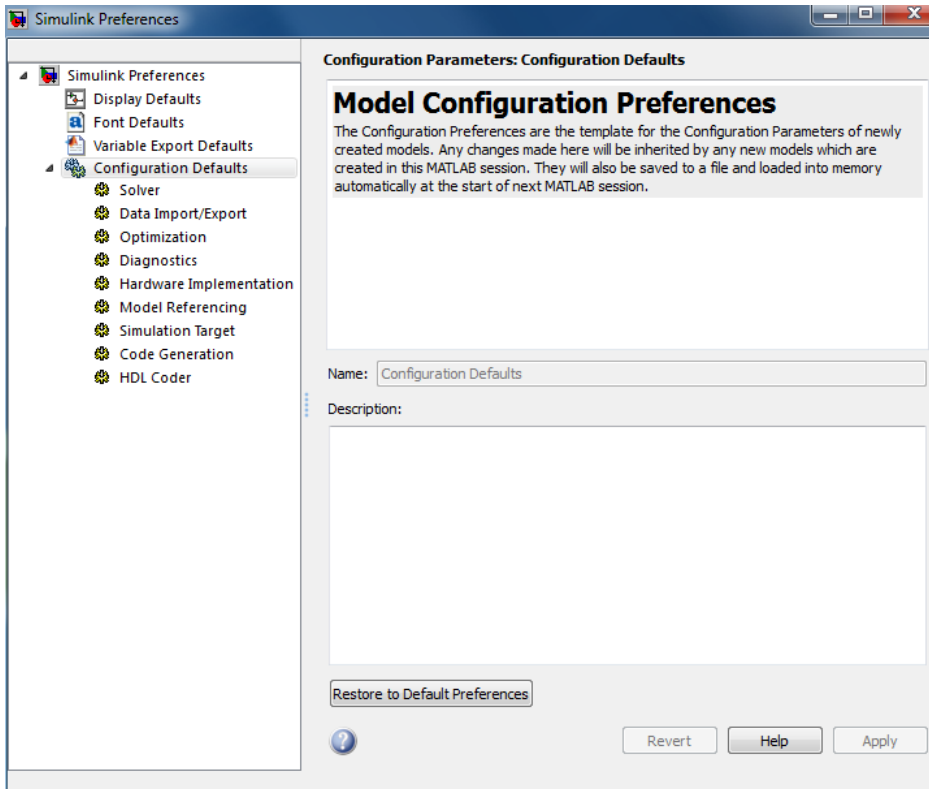 Simulink Preferences
Simulink Preferences
Display Defaults
Font Defaults
Variable Export Defaults
Configuration Defaults
Solver
Data Import/Export
Optimization
Diagnostics
Hardware Implementation
Model Referencing
Simulation Target
Code Generation
HDL Coder
Configuration Parameters: Configuration Defaults
Model Configuration Preferences
The Configuration Preferences are the template for the Configuration Parameters of newly
created models. Any changes made here will be inherited by any new models which are
created in this MATLAB session. They will also be saved to a file and loaded into memory
automatically at the start of next MATLAB session.
Name: Configuration Defaults
Description:
Restore to Default Preferences
Revert Help Apply